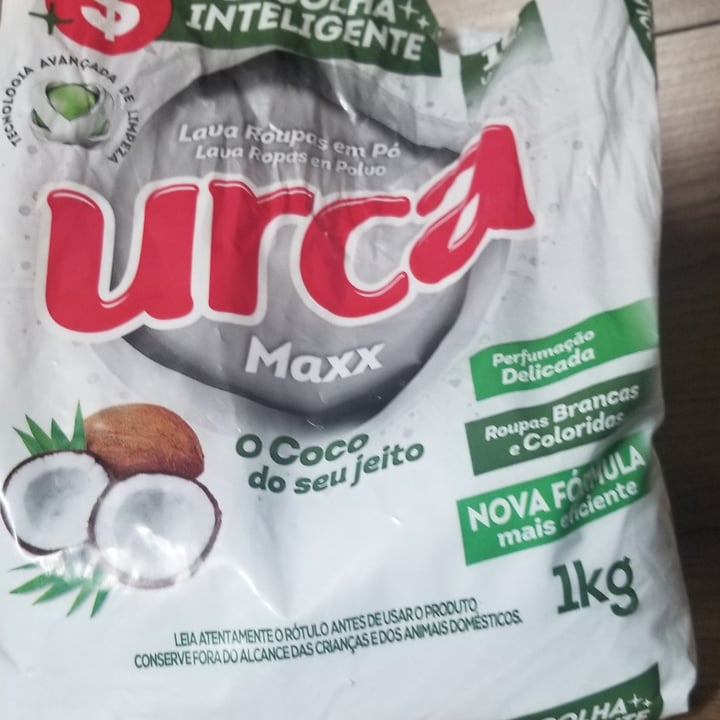 INTELIGENTE
TECNOLOGIA AVANÇADA DE LIMPEZA
Lava Roupas em Pó
Lava Ropas en Polvo
urca
Maxx
Perfumação
Delicada
Roupas Brancas
e Coloridas
O Coco
do seu jeito
NOVA FÓRMULA
mais eficiente
1kg
LEIA ATENTAMENTE O RÓTULO ANTES DE USAR O PRODUTO
CONSERVE FORA DO ALCANCE DAS CRIANÇAS E DOS ANIMAIS DOMÉSTICOS.